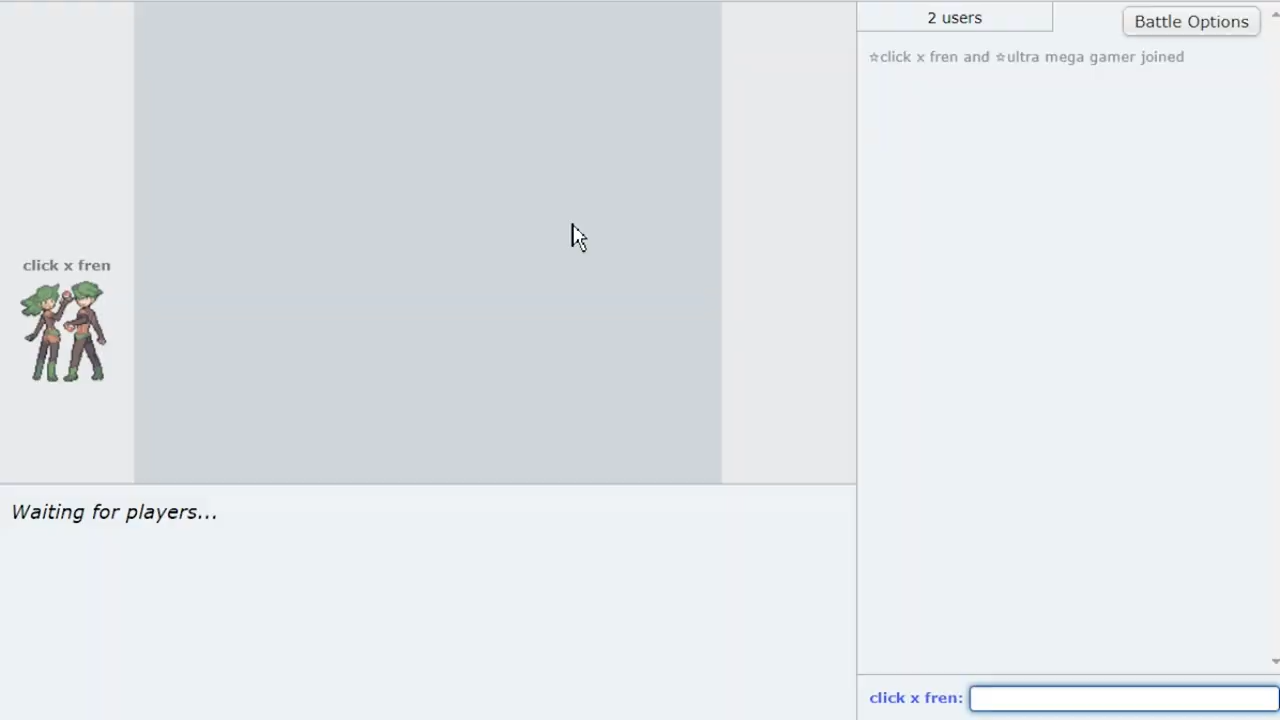 2 users
Battle Options
☆click x fren and ☆ultra mega gamer joined
click x fren
Waiting for players...
click x fren: